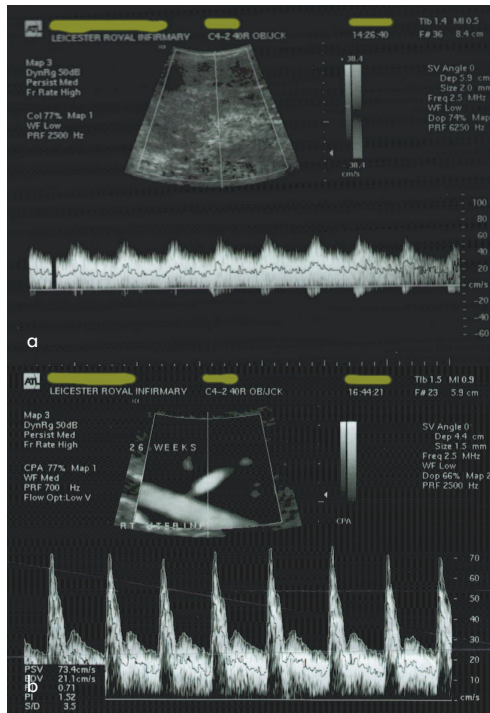 ATL LEICESTER ROYAL INFIRMARY C4-2 40R OB/JCK 14:26:40 TIb 1.4 MI 0.5
F# 36 8.4 cm
Map 3
DynRg 50dB
Persist Med
Fr Rate High
Col 77% Map 1
WF Low
PRF 2500 Hz
38.4
-38.4
cm/s
SV Angle 0
Dep 5.9 cm
Size 2.0 mm
Freq 2.5 MHz
WF Low
Dop 74% Map
PRF 6250 Hz
100
80
60
40
20
cm/s
-20
-40
-60
a
ATL LEICESTER ROYAL INFIRMARY C4-2 40R OB/JCK 16:44:21 TIb 1.5 MI 0.9
F# 23 5.9 cm
Map 3
DynRg 50dB
Persist Med
Fr Rate High
CPA 77% Map 1
WF Med
PRF 700 Hz
Flow Opt:Low V
26 WEEKS
RT UTERINE
CPA
SV Angle 0
Dep 4.4 cm
Size 1.5 mm
Freq 2.5 MHz
WF Low
Dop 66% Map 2
PRF 2500 Hz
70
60
50
40
30
20
10
cm/s
PSV 73.4cm/s
EDV 21.1cm/s
0.71
PI 1.52
S/D 3.5
b